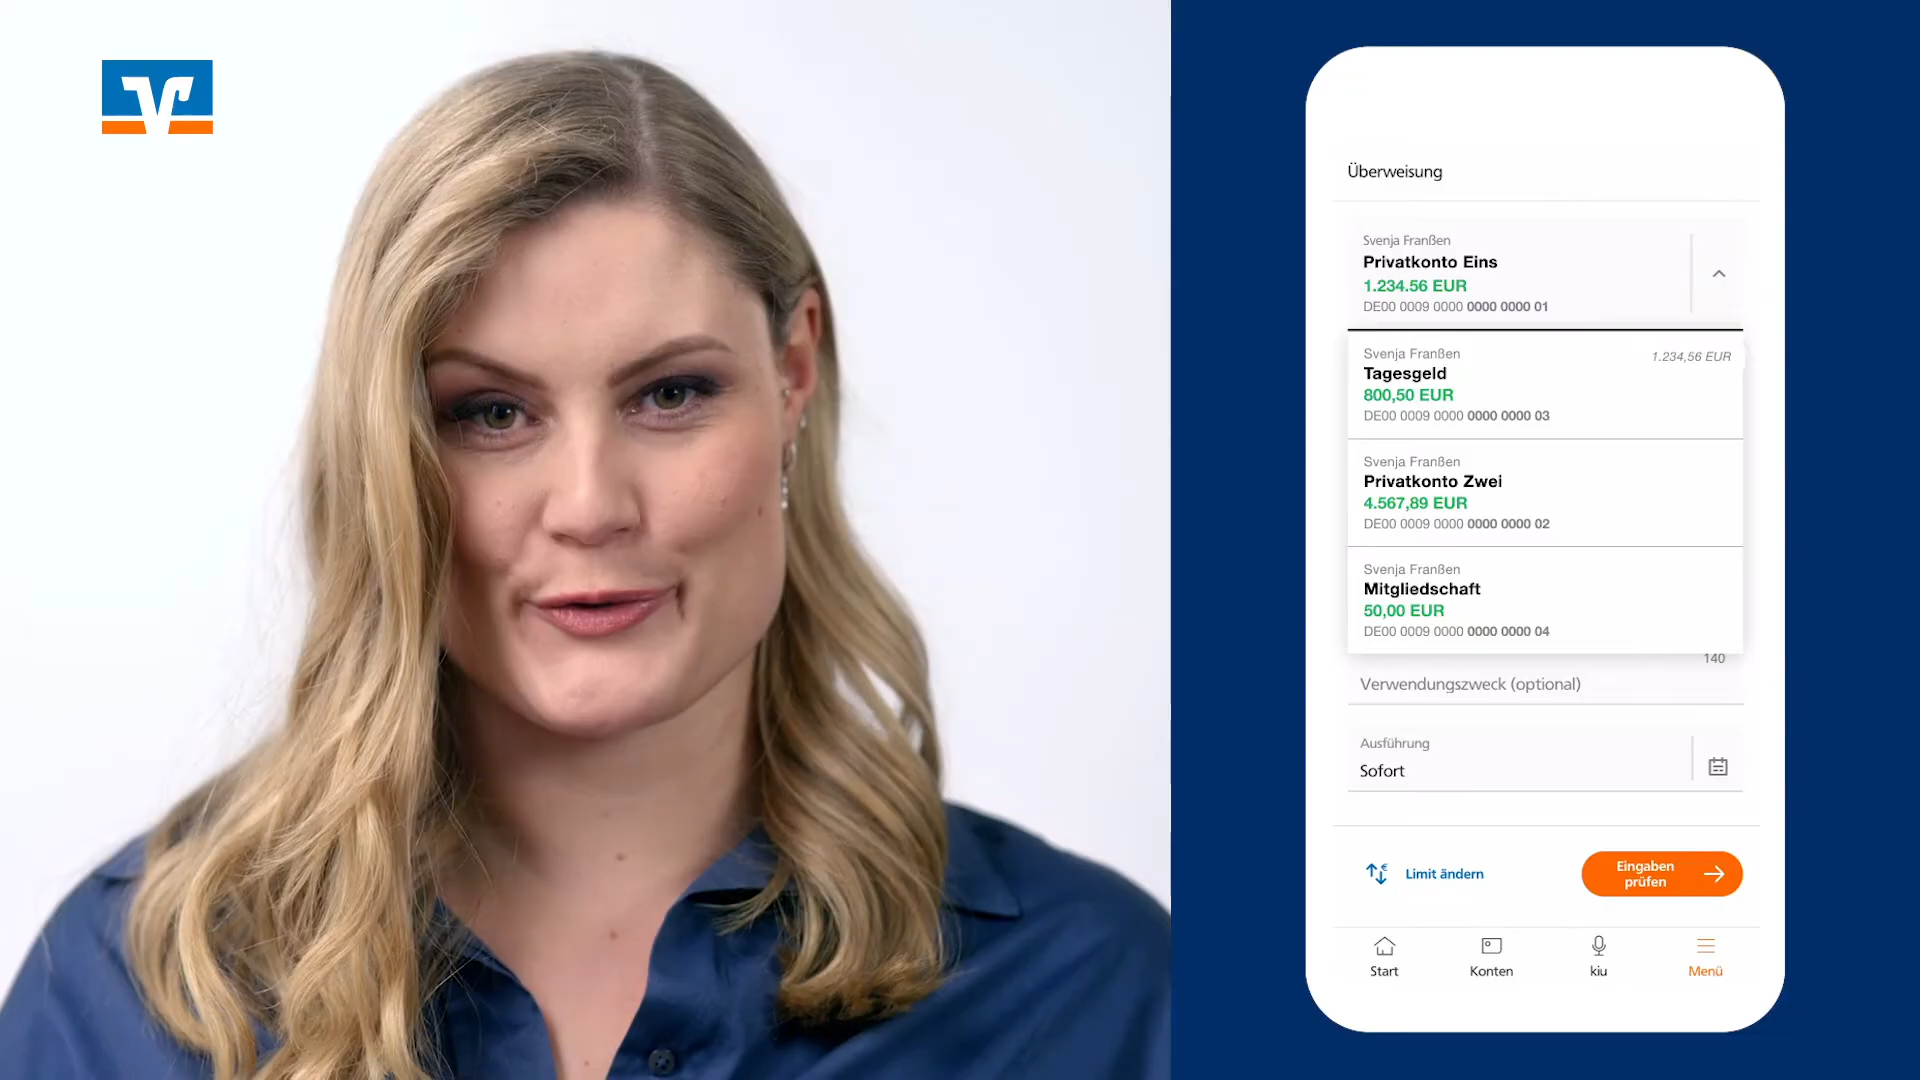 Überweisung
Svenja Franßen
Privatkonto Eins
1.234.56 EUR
DE00 0009 0000 0000 0000 01
Svenja Franßen
1.234,56 EUR
Tagesgeld
800,50 EUR
DE00 0009 0000 0000 0000 03
Svenja Franßen
Privatkonto Zwei
4.567,89 EUR
DE00 0009 0000 0000 0000 02
Svenja Franßen
Mitgliedschaft
50,00 EUR
DE00 0009 0000 0000 0000 04
140
Verwendungszweck (optional)
Ausführung
Sofort
Limit ändern
Eingaben
prüfen
Start
Konten
kiu
Menü